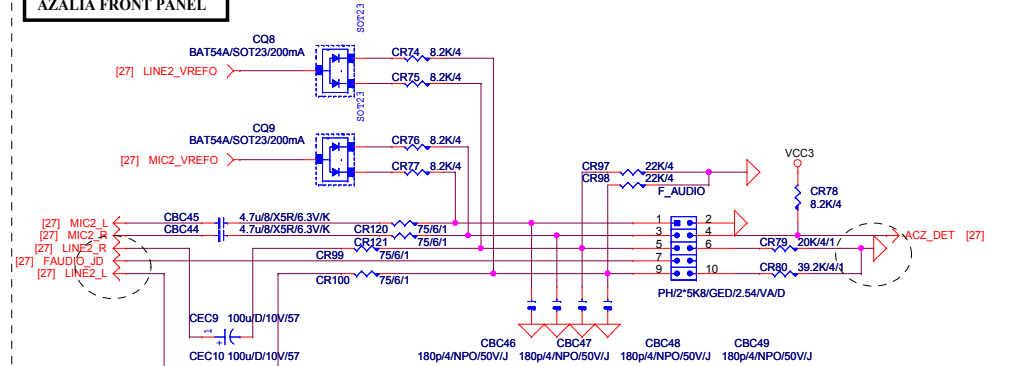 AZALIA FRONT PANEL
SOT23
CQ8
BAT54A/SOT23/200mA
CR74 8.2K/4
[27] LINE2_VREFO
CR75 8.2K/4
SOT23
CQ9
BAT54A/SOT23/200mA
CR76 8.2K/4
[27] MIC2_VREFO
CR77 8.2K/4
VCC3
CR97 22K/4
CR98 22K/4
F_AUDIO
CR78
8.2K/4
[27] MIC2_L CBC45 4.7u/8/X5R/6.3V/K
[27] MIC2_R CBC44 4.7u/8/X5R/6.3V/K
CR120 75/6/1
[27] LINE2_R CR121 75/6/1
[27] FAUDIO_JD CR99 75/6/1
[27] LINE2_L CR100 75/6/1
1 2
3 4
5 6
7
9 10
CR79 20K/4/1
AC2_DET [27]
CR80 39.2K/4/1
PH/2*5K8/GED/2.54/VA/D
CEC9 100u/D/10V/57
1
+
CEC10 100u/D/10V/57
CBC46 CBC47 CBC48 CBC49
180p/4/NPO/50V/J 180p/4/NPO/50V/J 180p/4/NPO/50V/J 180p/4/NPO/50V/J